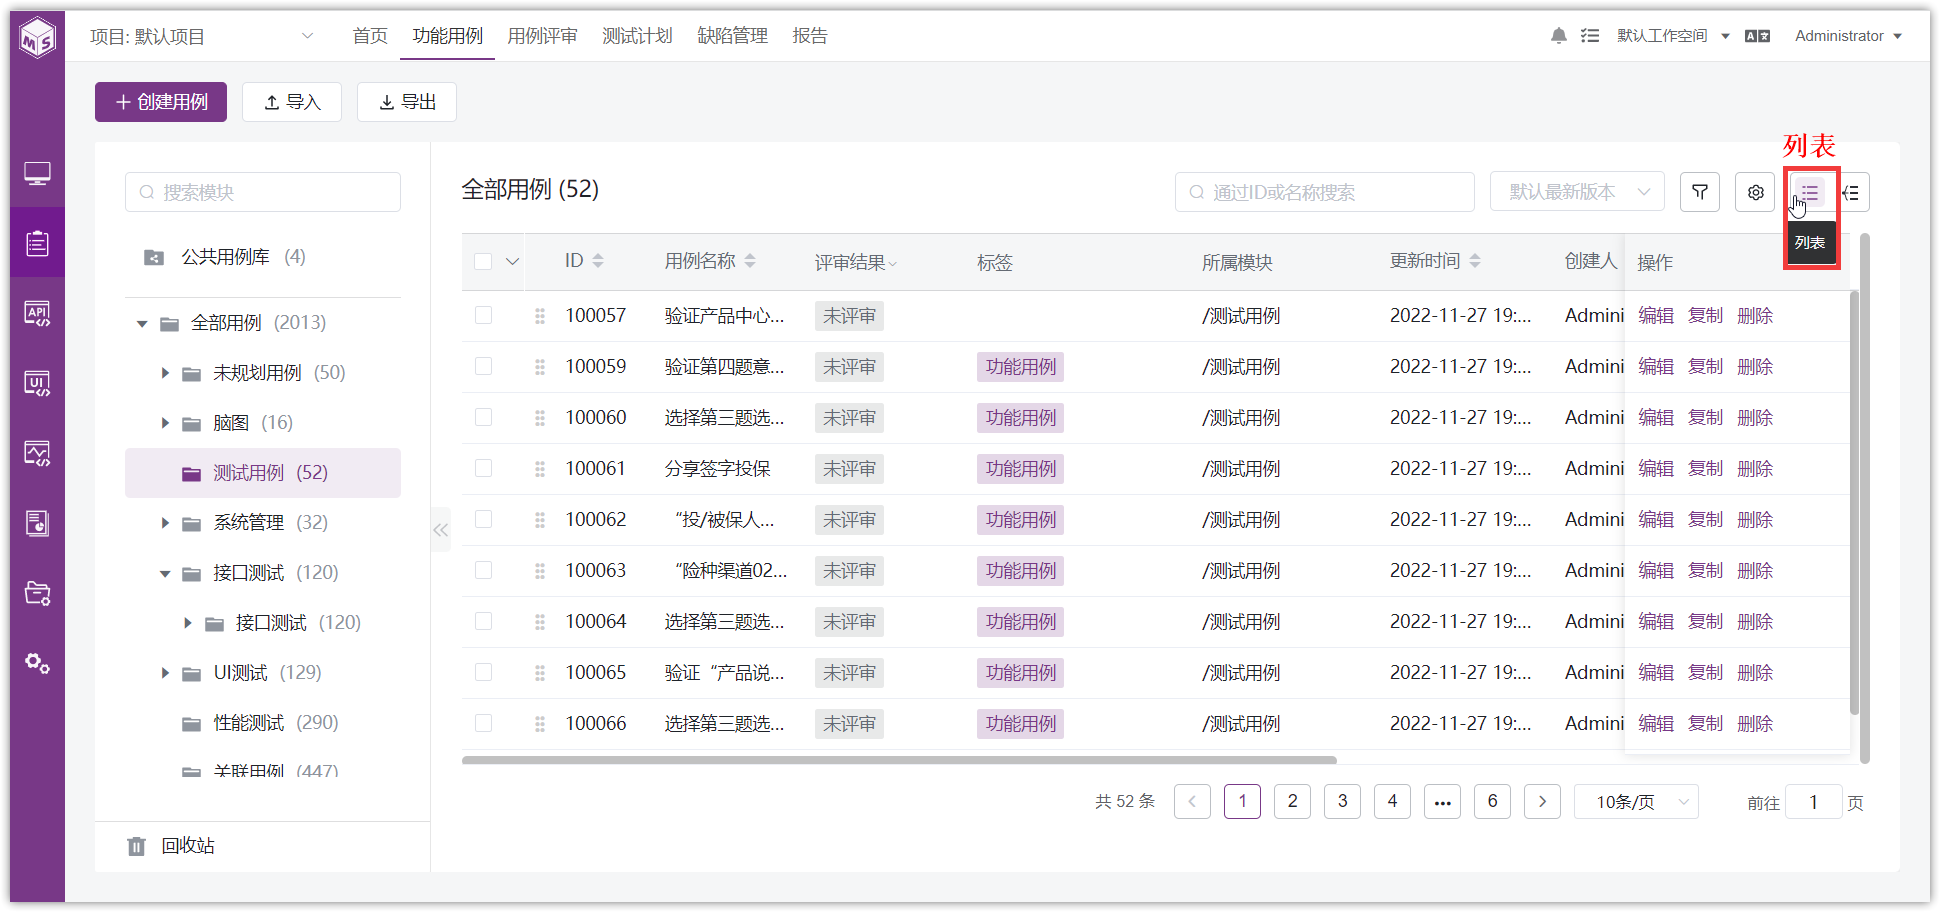 项目: 默认项目 首页 功能用例 用例评审 测试计划 缺陷管理 报告 默认工作空间 Administrator
创建用例 导入 导出
列表
搜索模块
全部用例 (52) 通过ID或名称搜索 默认最新版本
列表
公共用例库 (4)
全部用例 (2013)
未规划用例 (50)
脑图 (16)
测试用例 (52)
系统管理 (32)
接口测试 (120)
接口测试 (120)
UI测试 (129)
性能测试 (290)
关联用例 (447)
回收站
ID 用例名称 评审结果 标签 所属模块 更新时间 创建人 操作
100057 验证产品中心... 未评审 /测试用例 2022-11-27 19:... Admini 编辑 复制 删除
100059 验证第四题意... 未评审 功能用例 /测试用例 2022-11-27 19:... Admini 编辑 复制 删除
100060 选择第三题选... 未评审 功能用例 /测试用例 2022-11-27 19:... Admini 编辑 复制 删除
100061 分享签字投保 未评审 功能用例 /测试用例 2022-11-27 19:... Admini 编辑 复制 删除
100062 “投/被保人... 未评审 功能用例 /测试用例 2022-11-27 19:... Admini 编辑 复制 删除
100063 “险种渠道02... 未评审 功能用例 /测试用例 2022-11-27 19:... Admini 编辑 复制 删除
100064 选择第三题选... 未评审 功能用例 /测试用例 2022-11-27 19:... Admini 编辑 复制 删除
100065 验证“产品说... 未评审 功能用例 /测试用例 2022-11-27 19:... Admini 编辑 复制 删除
100066 选择第三题选... 未评审 功能用例 /测试用例 2022-11-27 19:... Admini 编辑 复制 删除
共 52 条 1 2 3 4 ... 6 10条/页 前往 1 页
MS
API
UI